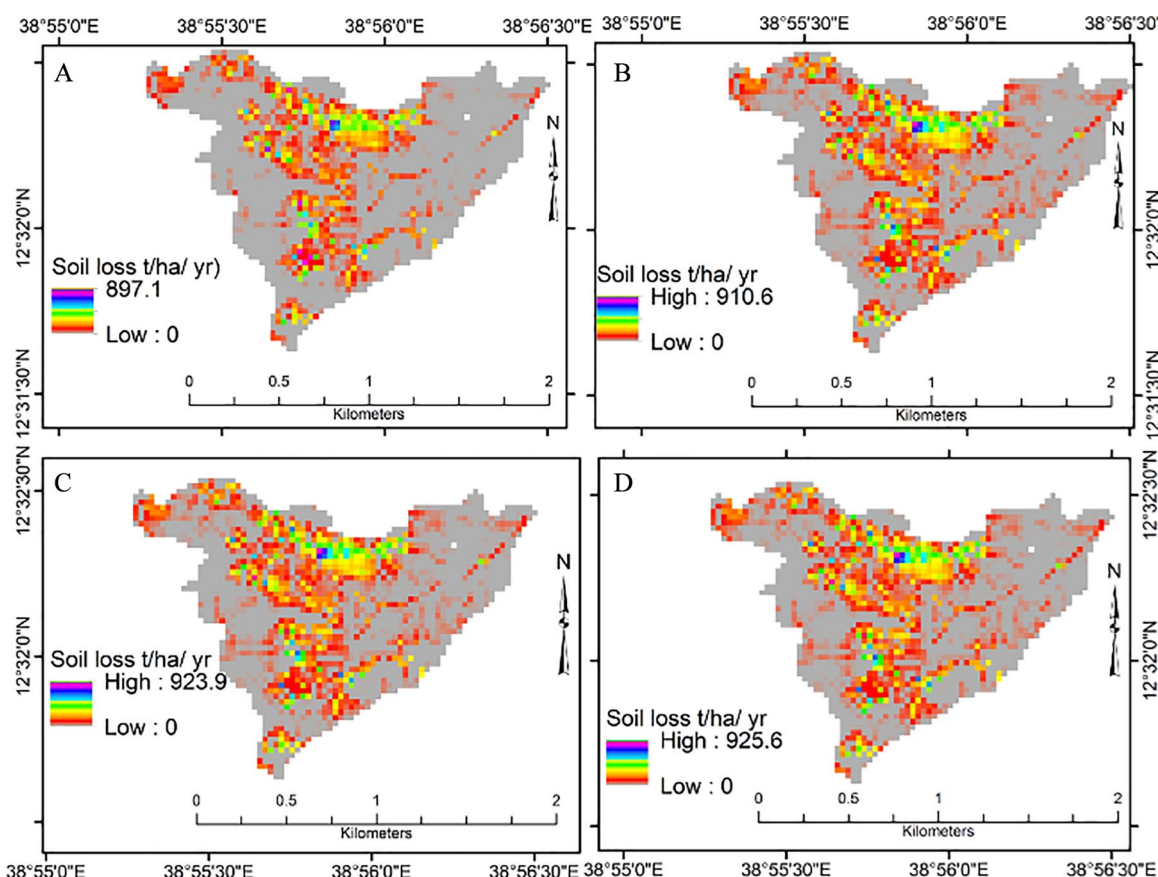 38°55'0"E 38°55'30"E 38°56'0"E 38°56'30"E
38°55'0"E 38°55'30"E 38°56'0"E 38°56'30"E
A
N
12°32'0"N
12°31'30"N
Soil loss t/ha/ yr)
897.1
Low : 0
0 0.5 1 2
Kilometers
B
N
12°32'0"N
12°31'30"N
Soil loss t/ha/ yr
High : 910.6
Low : 0
0 0.5 1 2
Kilometers
C
N
12°32'30"N
12°32'0"N
Soil loss t/ha/ yr
High : 923.9
Low : 0
0 0.5 1 2
Kilometers
D
N
12°32'30"N
12°32'0"N
Soil loss t/ha/ yr
High : 925.6
Low : 0
0 0.5 1 2
Kilometers
38°55'0"E 38°55'30"E 38°56'0"E 38°56'30"E
38°55'0"E 38°55'30"E 38°56'0"E 38°56'30"E